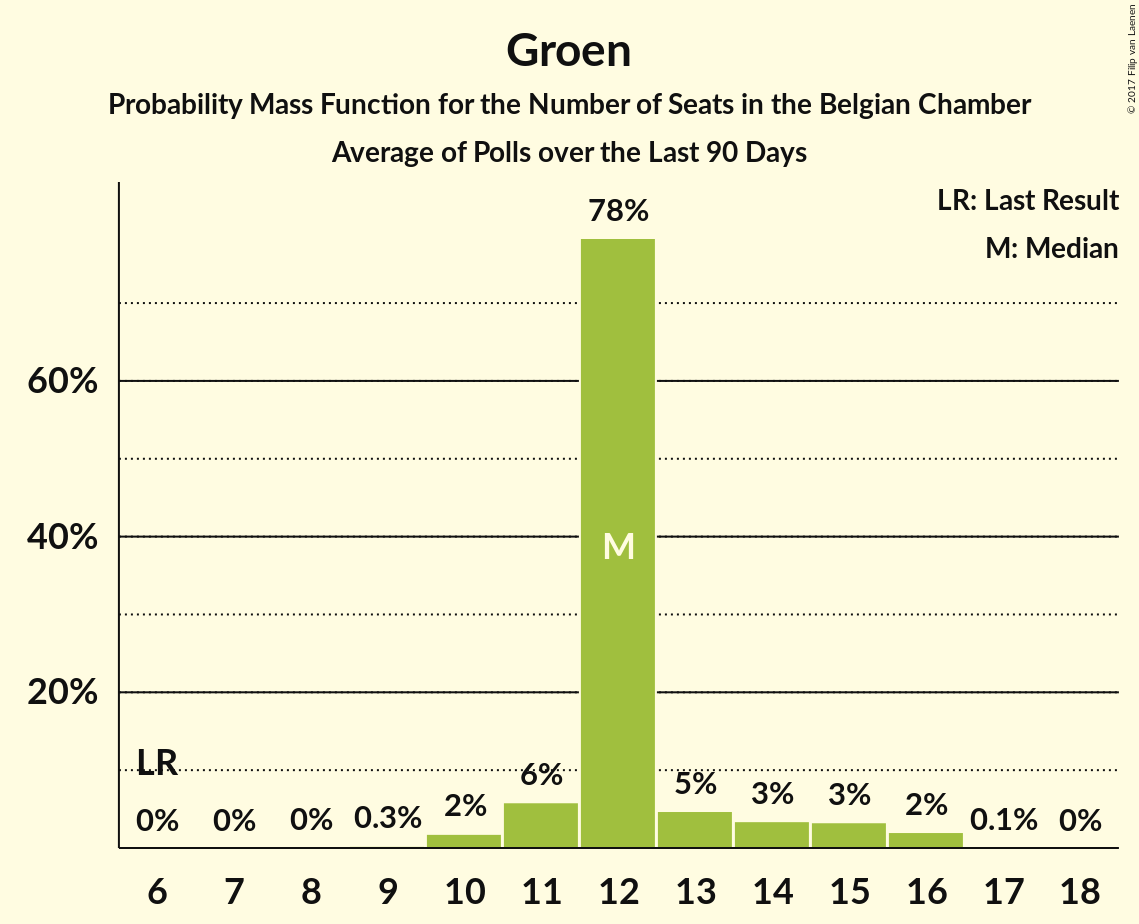 Groen
Probability Mass Function for the Number of Seats in the Belgian Chamber
Average of Polls over the Last 90 Days
© 2017 Filip van Laenen
LR: Last Result
M: Median
78%
60%
40%
M
20%
LR
0% 0% 0% 0.3% 2% 6% 5% 3% 3% 2% 0.1% 0%
6 7 8 9 10 11 12 13 14 15 16 17 18